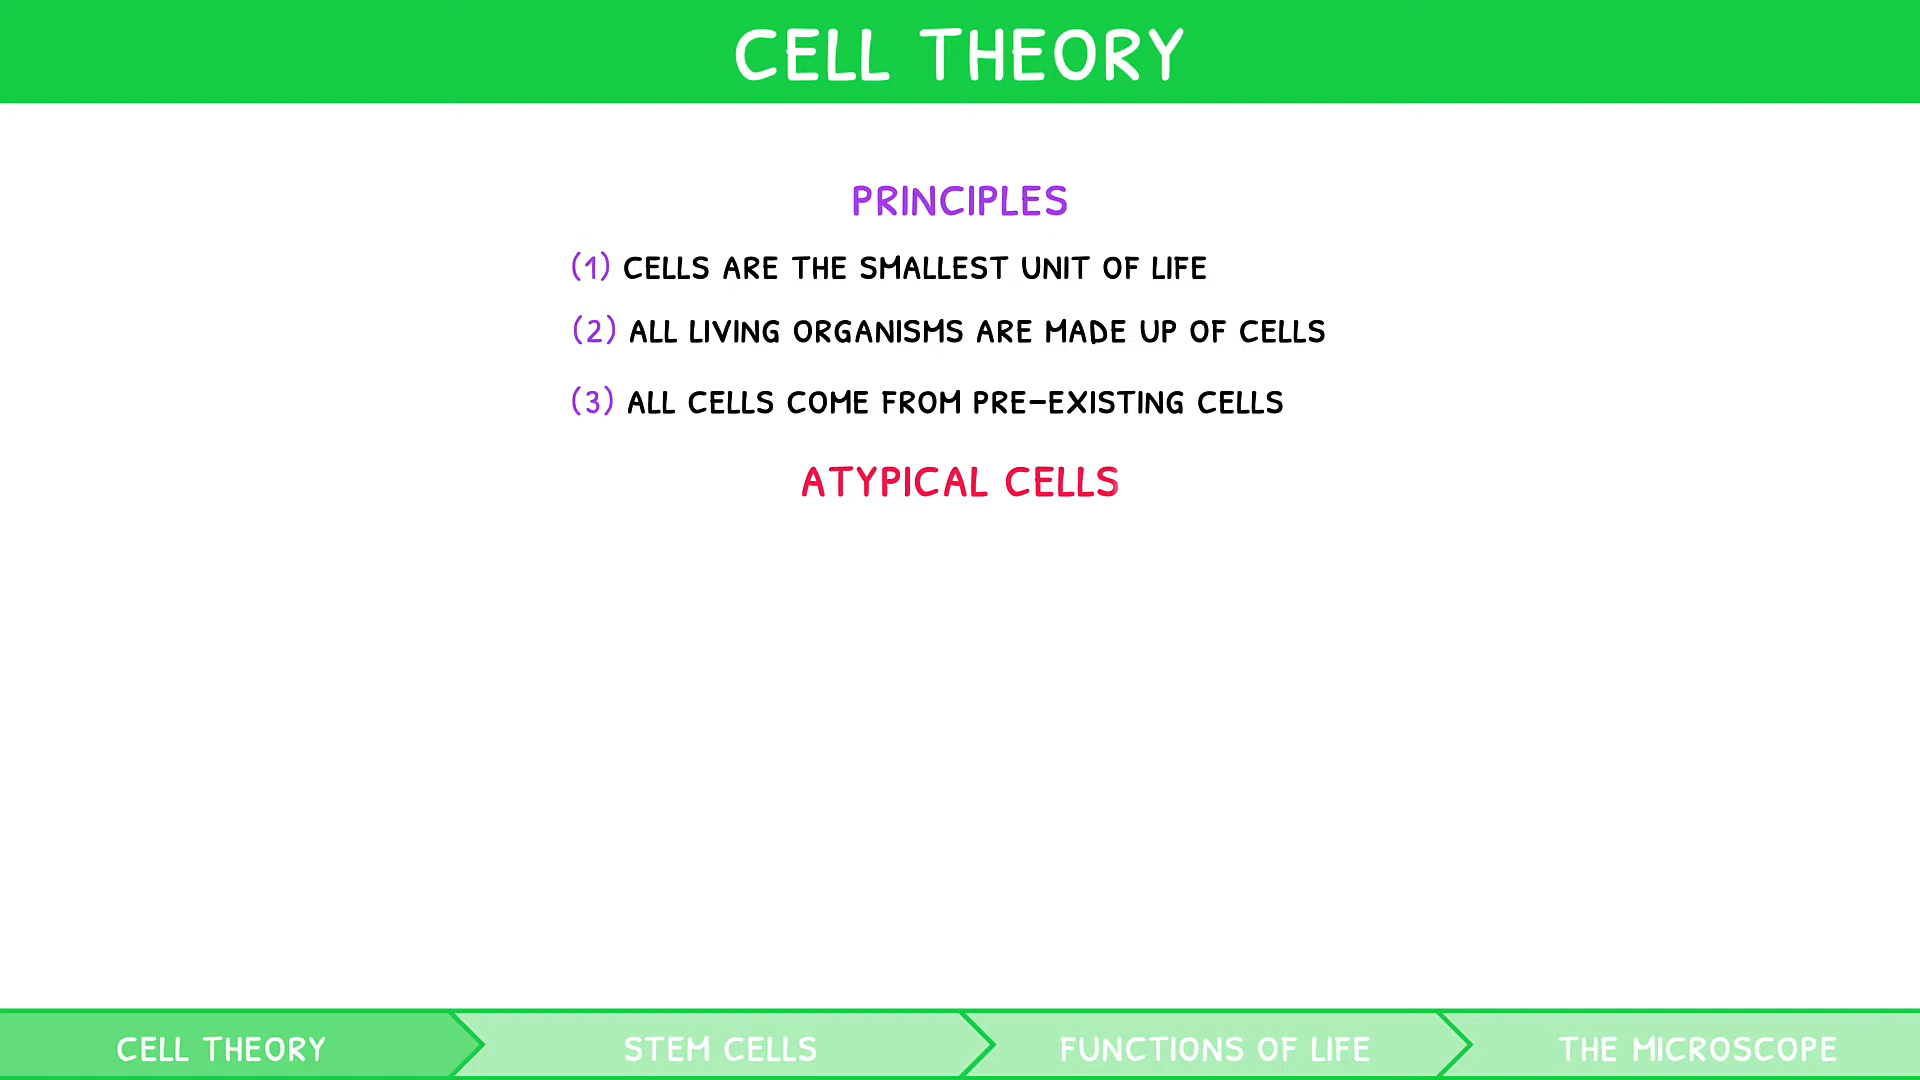 CELL THEORY
PRINCIPLES
(1) CELLS ARE THE SMALLEST UNIT OF LIFE
(2) ALL LIVING ORGANISMS ARE MADE UP OF CELLS
(3) ALL CELLS COME FROM PRE-EXISTING CELLS
ATYPICAL CELLS
CELL THEORY
STEM CELLS
FUNCTIONS OF LIFE
THE MICROSCOPE